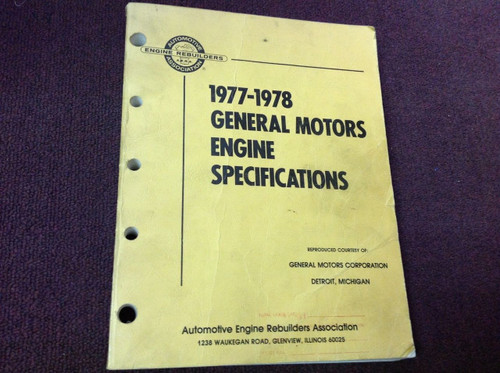 AUTOMOTIVE
ENGINE REBUILDERS
ASSOCIATION
1977-1978
GENERAL MOTORS
ENGINE
SPECIFICATIONS
REPRODUCED COURTESY OF:
GENERAL MOTORS CORPORATION
DETROIT, MICHIGAN
Automotive Engine Rebuilders Association
1238 WAUKEGAN ROAD, GLENVIEW, ILLINOIS 60025